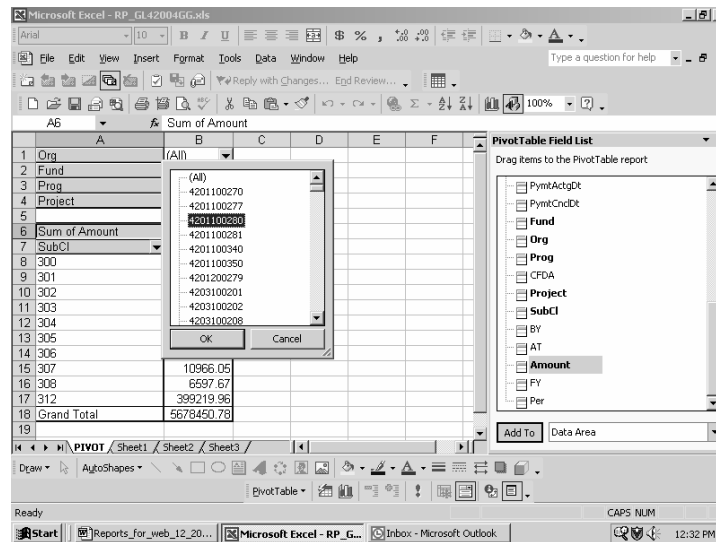 Microsoft Excel - RP_GL42004GG.xls
Arial 10 B I U $ % , .00 .00 A
File Edit View Insert Format Tools Data Window Help Type a question for help
Reply with Changes... End Review...
100%
A6 fx Sum of Amount
A B C D E F
1 Org (All)
2 Fund
3 Prog
4 Project
5
6 Sum of Amount
7 SubCl
8 300
9 301
10 302
11 303
12 304
13 305
14 306
15 307 10966.05
16 308 6597.67
17 312 399219.96
18 Grand Total 5678450.78
19
(All)
4201100270
4201100277
4201100280
4201100281
4201100340
4201100350
4201200279
4203100201
4203100202
4203100208
OK Cancel
PivotTable Field List
Drag items to the PivotTable report
PymtActgDt
PymtCnclDt
Fund
Org
Prog
CFDA
Project
SubCl
BY
AT
Amount
FY
Per
Add To Data Area
PIVOT Sheet1 Sheet2 Sheet3
Draw AutoShapes A
PivotTable
Ready CAPS NUM
Start Reports_for_web_12_20... Microsoft Excel - RP_G... Inbox - Microsoft Outlook 12:32 PM